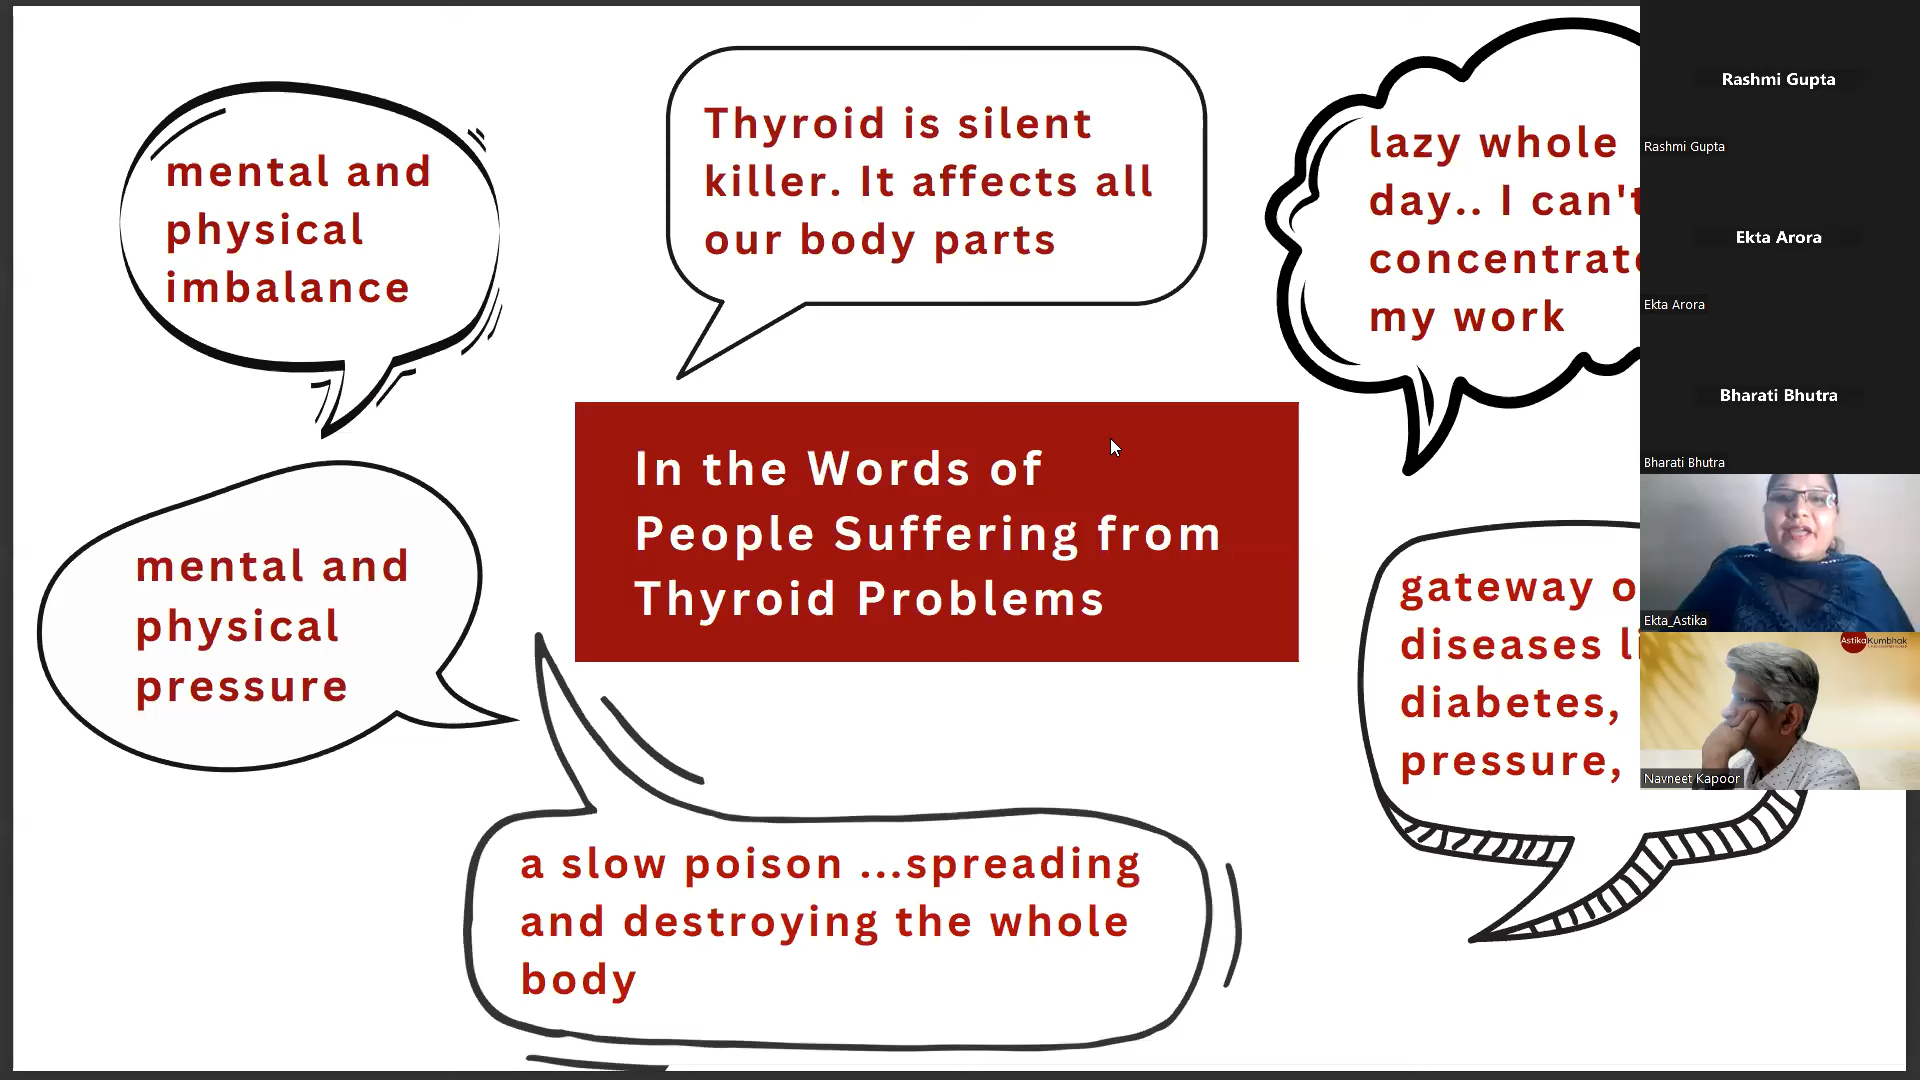 mental and
physical
imbalance
Thyroid is silent
killer. It affects all
our body parts
lazy whole
day.. I can't
concentrate
my work
In the Words of
People Suffering from
Thyroid Problems
mental and
physical
pressure
gateway o
diseases li
diabetes,
pressure,
a slow poison ...spreading
and destroying the whole
body
Rashmi Gupta
Rashmi Gupta
Ekta Arora
Ekta Arora
Bharati Bhutra
Bharati Bhutra
Ekta_Astika
AstikaKumbhak
Navneet Kapoor